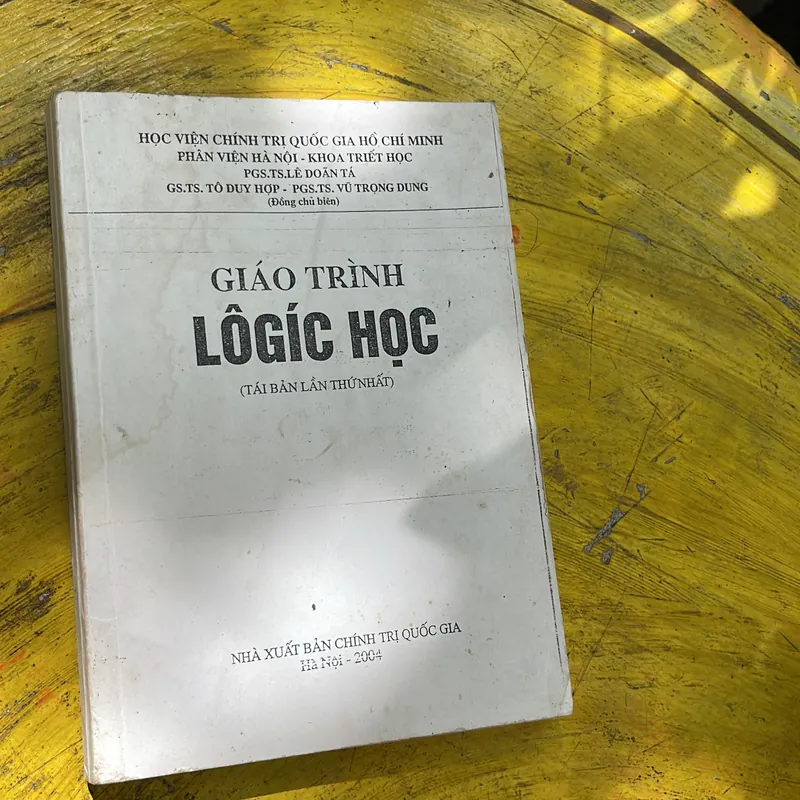 HỌC VIỆN CHÍNH TRỊ QUỐC GIA HỒ CHÍ MINH
PHÂN VIỆN HÀ NỘI - KHOA TRIẾT HỌC
PGS.TS.LÊ DOÃN TÁ
GS.TS. TÔ DUY HỢP - PGS.TS. VŨ TRỌNG DUNG
(Đồng chủ biên)
GIÁO TRÌNH
LÔGÍC HỌC
(TÁI BẢN LẦN THỨ NHẤT)
NHÀ XUẤT BẢN CHÍNH TRỊ QUỐC GIA
Hà Nội - 2004